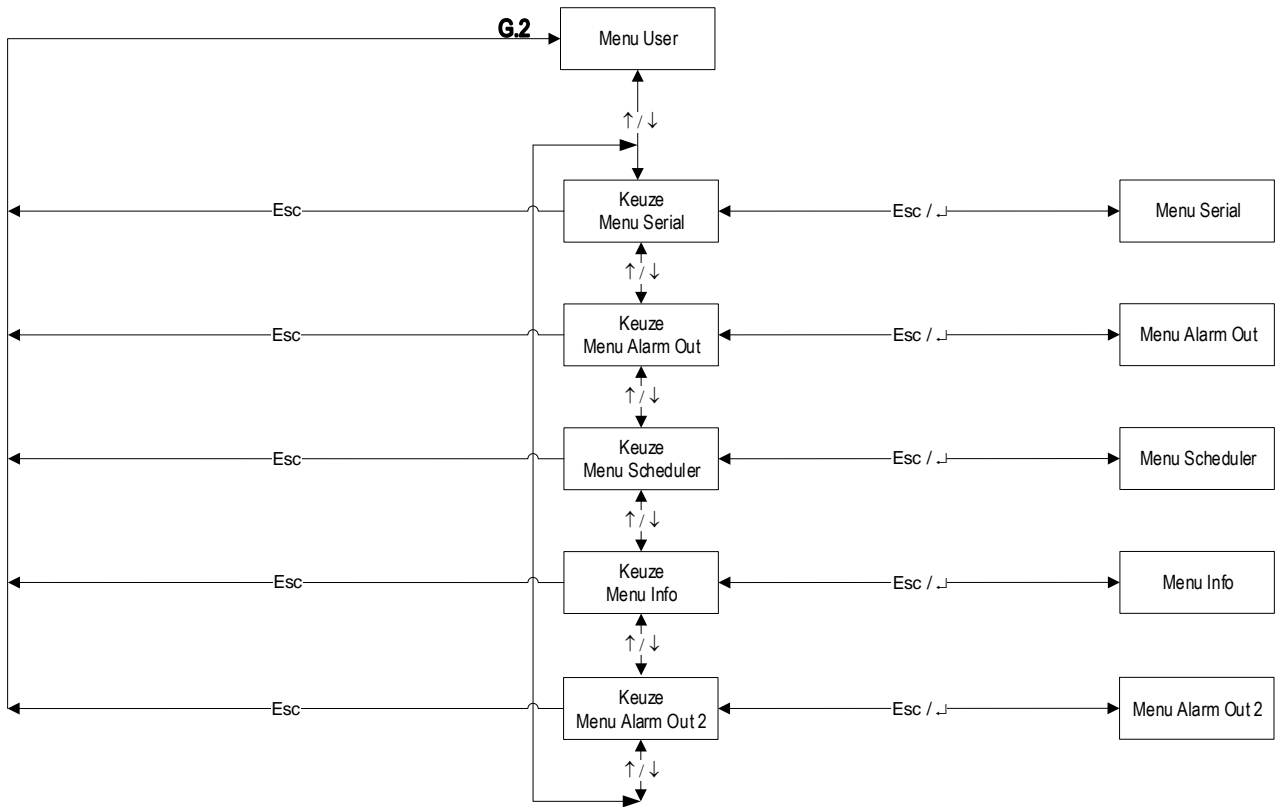 G.2
Menu User
↑ / ↓
Keuze
Menu Serial
Esc
Esc / ↵
Menu Serial
↑ / ↓
Keuze
Menu Alarm Out
Esc
Esc / ↵
Menu Alarm Out
↑ / ↓
Keuze
Menu Scheduler
Esc
Esc / ↵
Menu Scheduler
↑ / ↓
Keuze
Menu Info
Esc
Esc / ↵
Menu Info
↑ / ↓
Keuze
Menu Alarm Out 2
Esc
Esc / ↵
Menu Alarm Out 2
↑ / ↓